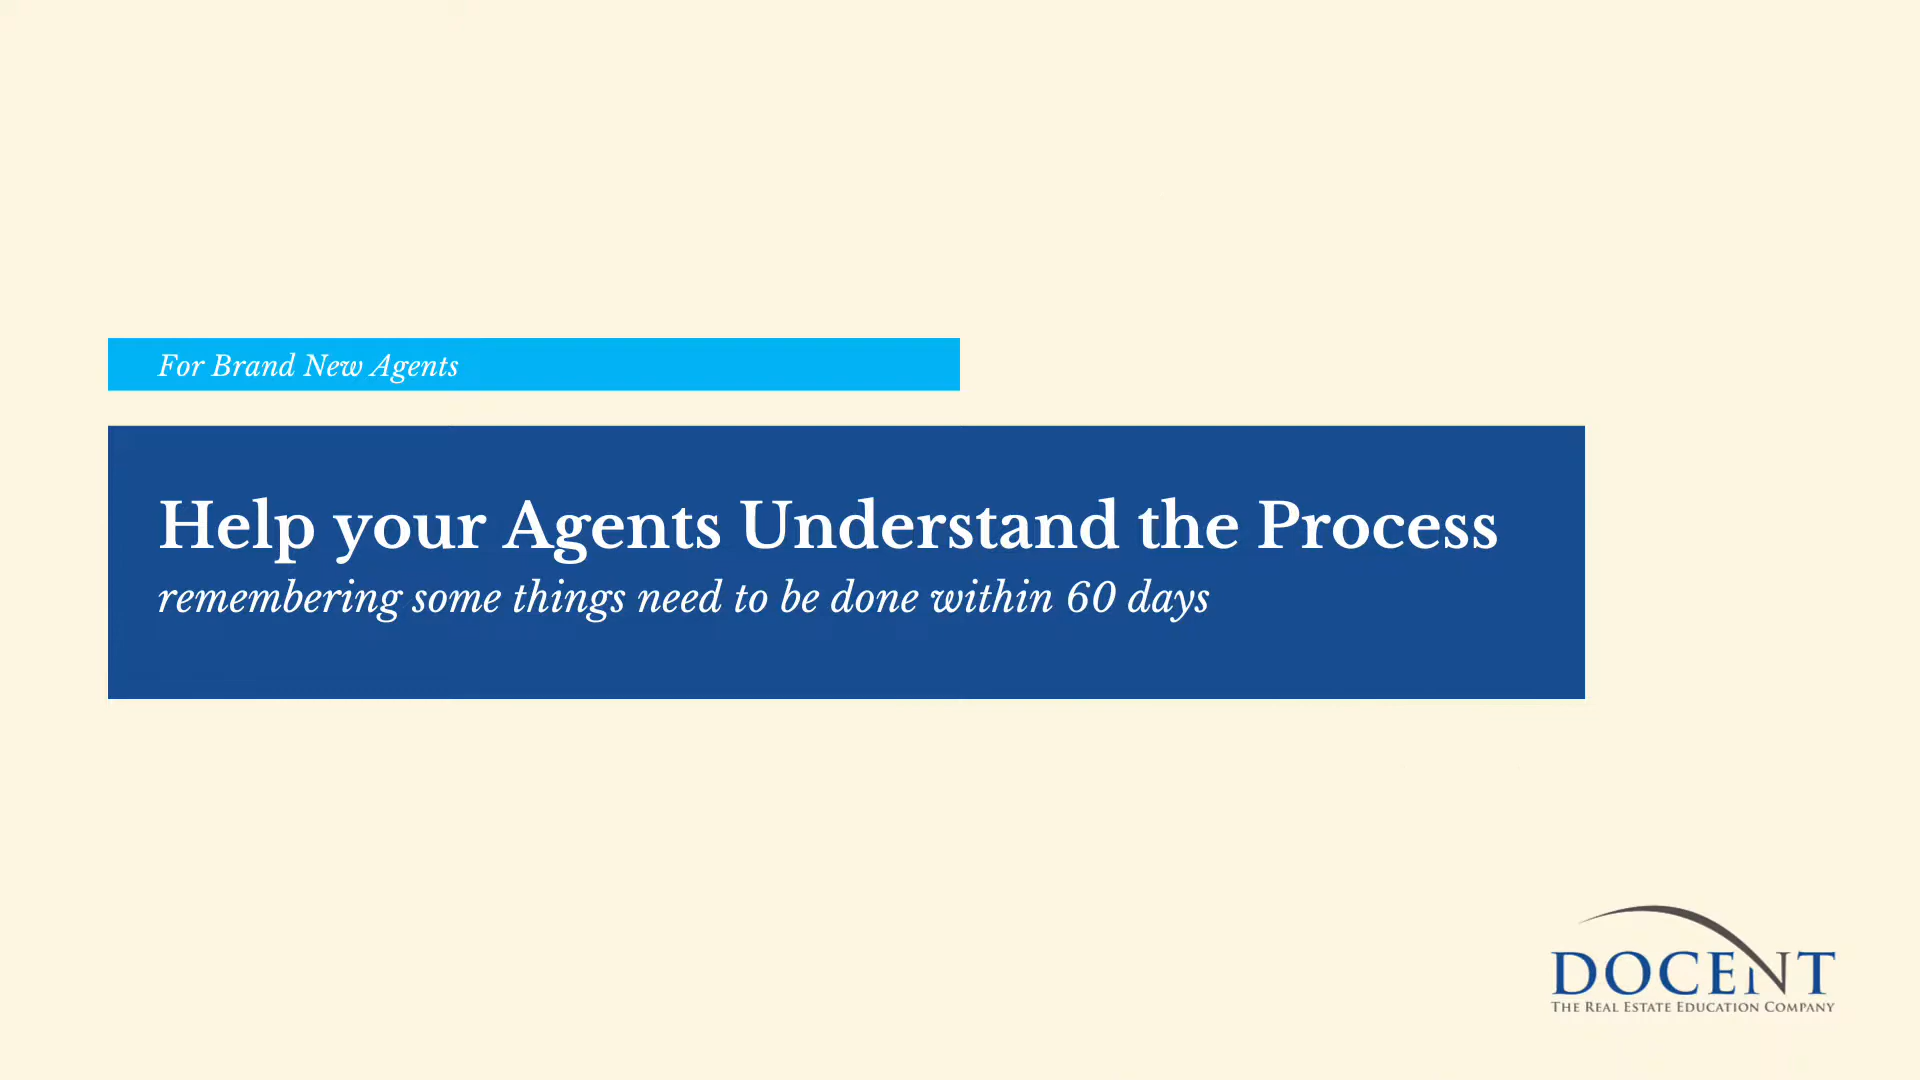 For Brand New Agents
Help your Agents Understand the Process
remembering some things need to be done within 60 days
DOCENT
THE REAL ESTATE EDUCATION COMPANY